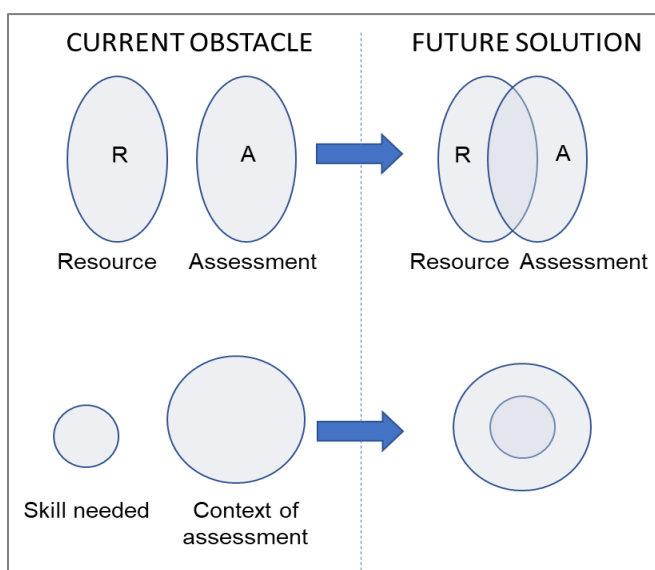 CURRENT OBSTACLE
FUTURE SOLUTION
R
A
R
A
Resource
Assessment
Resource Assessment
Skill needed
Context of
assessment